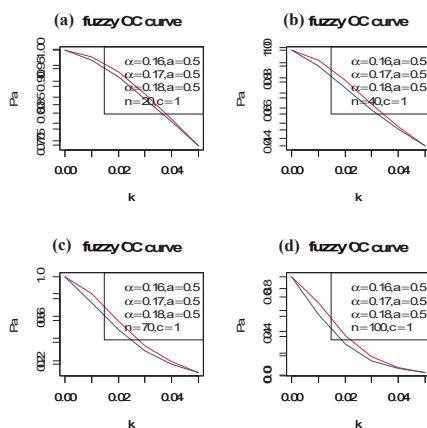 (a) fuzzy OC curve
Pa
1.00
α=0.16,a=0.5
α=0.17,a=0.5
α=0.18,a=0.5
n=20,c=1
0.00 0.02 0.04
k
(b) fuzzy OC curve
Pa
1.00
α=0.16,a=0.5
α=0.17,a=0.5
α=0.18,a=0.5
n=40,c=1
0.00 0.02 0.04
k
(c) fuzzy OC curve
Pa
1.0
α=0.16,a=0.5
α=0.17,a=0.5
α=0.18,a=0.5
n=70,c=1
0.00 0.02 0.04
k
(d) fuzzy OC curve
Pa
α=0.16,a=0.5
α=0.17,a=0.5
α=0.18,a=0.5
n=100,c=1
0.00 0.02 0.04
k